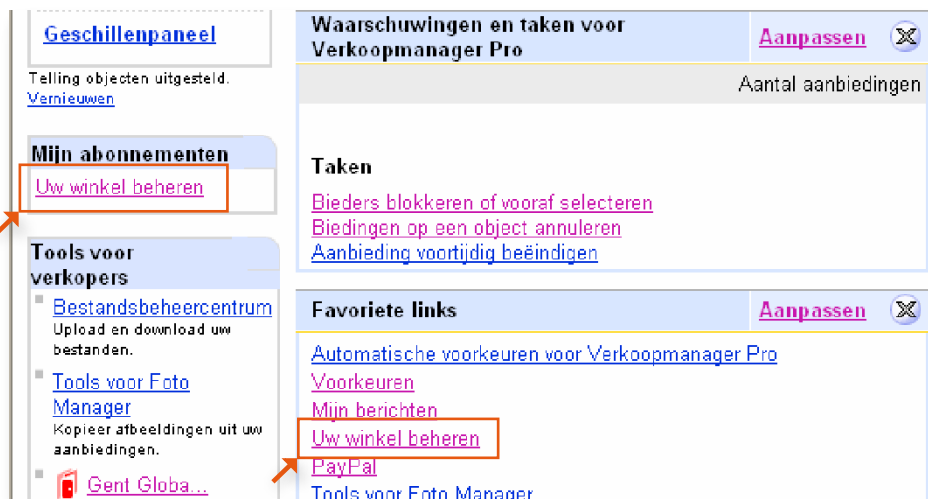 Geschillenpaneel
Telling objecten uitgesteld.
Vernieuwen
Mijn abonnementen
Uw winkel beheren
Tools voor
verkopers
Bestandsbeheercentrum
Upload en download uw
bestanden.
Tools voor Foto
Manager
Kopieer afbeeldingen uit uw
aanbiedingen.
Gent Globa...
Waarschuwingen en taken voor
Verkoopmanager Pro
Aanpassen
Aantal aanbiedingen
Taken
Bieders blokkeren of vooraf selecteren
Biedingen op een object annuleren
Aanbieding voortijdig beëindigen
Favoriete links
Aanpassen
Automatische voorkeuren voor Verkoopmanager Pro
Voorkeuren
Mijn berichten
Uw winkel beheren
PayPal
Tools voor Foto Manager